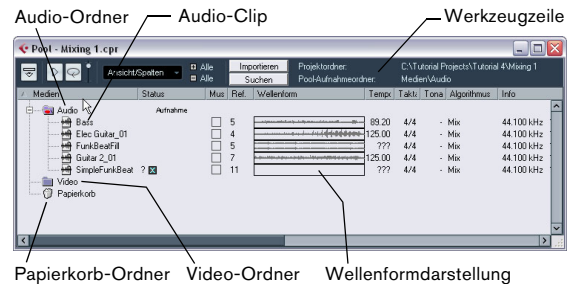 Audio-Ordner Audio-Clip Werkzeugzeile
Pool - Mixing 1.cpr
Ansicht/Spalten Alle Importieren Projektordner: C:\Tutorial Projects\Tutorial 4\Mixing 1
Alle Suchen Pool-Aufnahmeordner: Medien\Audio
Medien Status Mus Ref. Wellenform Tempo Takta Tona Algorithmus Info
Audio Aufnahme
Bass 5 89.20 4/4 - Mix 44.100 kHz
Elec Guitar_01 4 125.00 4/4 - Mix 44.100 kHz
FunkBeatFill 5 ??? 4/4 - Mix 44.100 kHz
Guitar 2_01 7 125.00 4/4 - Mix 44.100 kHz
SimpleFunkBeat ? X 11 ??? 4/4 - Mix 44.100 kHz
Video
Papierkorb
Papierkorb-Ordner Video-Ordner Wellenformdarstellung